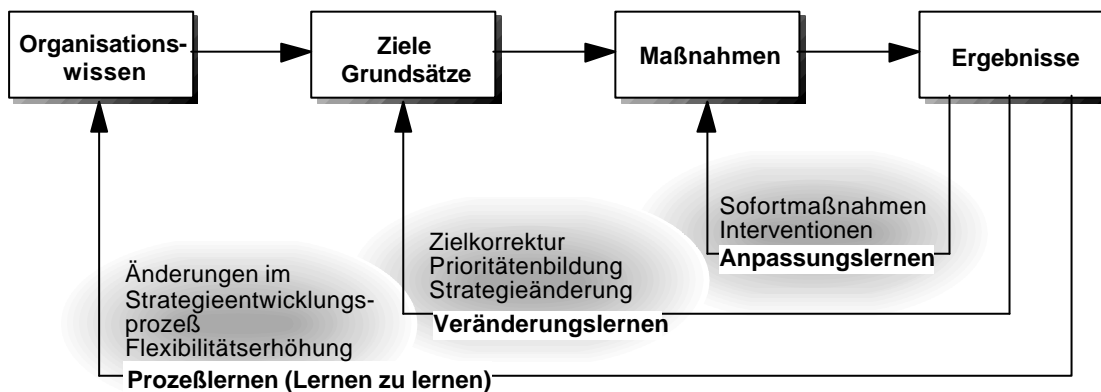 Organisations-
wissen
Ziele
Grundsätze
Maßnahmen
Ergebnisse
Sofortmaßnahmen
Interventionen
Anpassungslernen
Zielkorrektur
Prioritätenbildung
Strategieänderung
Veränderungslernen
Änderungen im
Strategieentwicklungs-
prozeß
Flexibilitätserhöhung
Prozeßlernen (Lernen zu lernen)